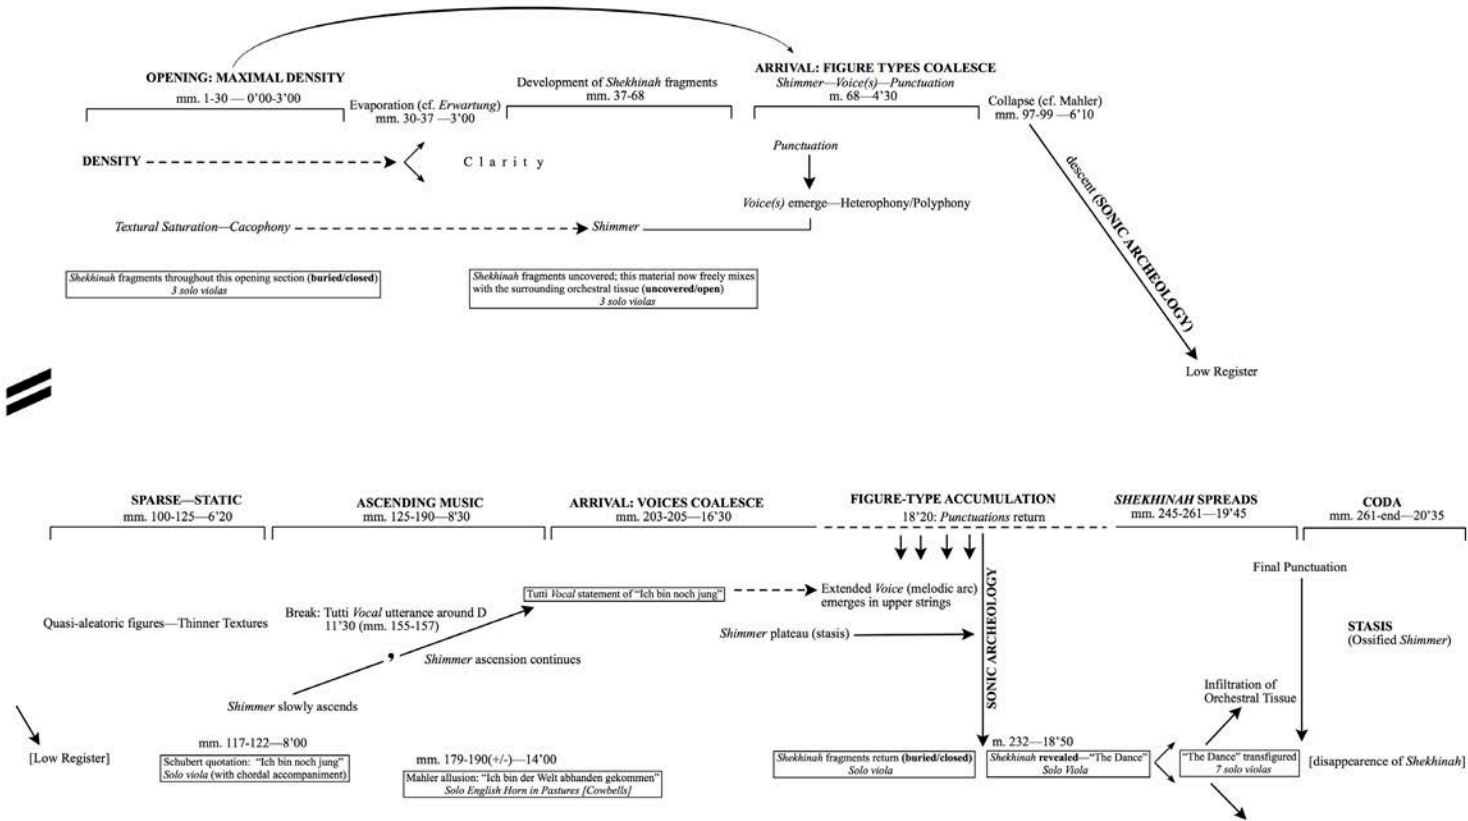 OPENING: MAXIMAL DENSITY
mm. 1-30 — 0’00-3’00
Evaporation (cf. Erwartung)
mm. 30-37 —3’00
Development of Shekhinah fragments
mm. 37-68
ARRIVAL: FIGURE TYPES COALESCE
Shimmer—Voice(s)—Punctuation
m. 68—4’30
Collapse (cf. Mahler)
mm. 97-99 —6’10
DENSITY
Clarity
Punctuation
Voice(s) emerge—Heterophony/Polyphony
Textural Saturation—Cacophony
Shimmer
descent (SONIC ARCHEOLOGY)
Shekhinah fragments throughout this opening section (buried/closed)
3 solo violas
Shekhinah fragments uncovered; this material now freely mixes
with the surrounding orchestral tissue (uncovered/open)
3 solo violas
Low Register
SPARSE—STATIC
mm. 100-125—6’20
ASCENDING MUSIC
mm. 125-190—8’30
ARRIVAL: VOICES COALESCE
mm. 203-205—16’30
FIGURE-TYPE ACCUMULATION
18’20: Punctuations return
SHEKHINAH SPREADS
mm. 245-261—19’45
CODA
mm. 261-end—20’35
Final Punctuation
Tutti Vocal statement of “Ich bin noch jung”
Extended Voice (melodic arc)
emerges in upper strings
Quasi-aleatoric figures—Thinner Textures
Break: Tutti Vocal utterance around D
11’30 (mm. 155-157)
,
Shimmer plateau (stasis)
SONIC ARCHEOLOGY
STASIS
(Ossified Shimmer)
Shimmer ascension continues
Shimmer slowly ascends
Infiltration of
Orchestral Tissue
[Low Register]
mm. 117-122—8’00
Schubert quotation: “Ich bin noch jung”
Solo viola (with chordal accompaniment)
mm. 179-190(+/-)—14’00
Mahler allusion: “Ich bin der Welt abhanden gekommen”
Solo English Horn in Pastures [Cowbells]
Shekhinah fragments return (buried/closed)
Solo viola
m. 232—18’50
Shekhinah revealed—“The Dance”
Solo Viola
“The Dance” transfigured
7 solo violas
[disappearence of Shekhinah]